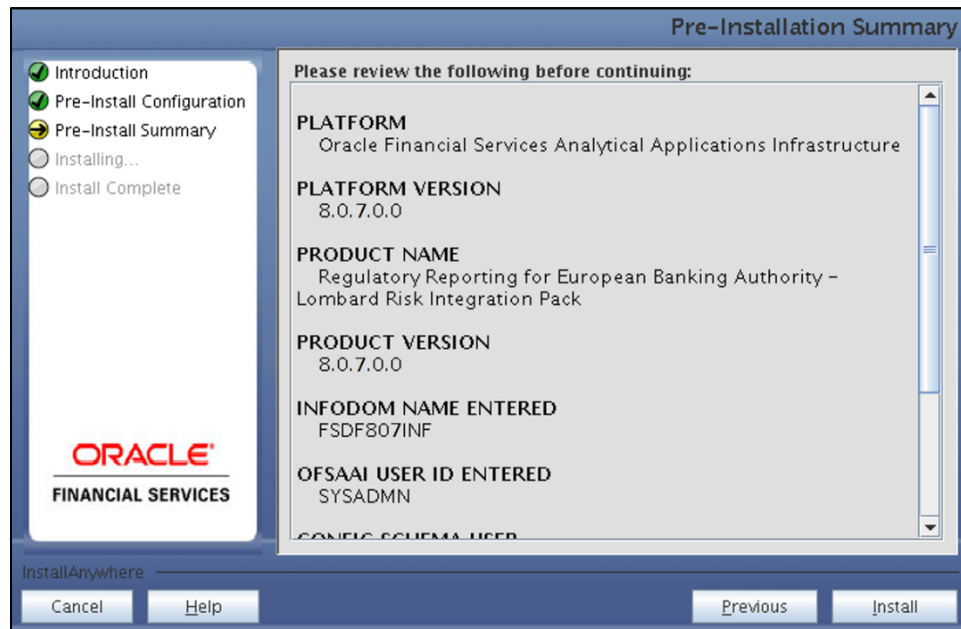 Pre-Installation Summary
Introduction
Pre-Install Configuration
Pre-Install Summary
Installing...
Install Complete
ORACLE
FINANCIAL SERVICES
Please review the following before continuing:
PLATFORM
Oracle Financial Services Analytical Applications Infrastructure
PLATFORM VERSION
8.0.7.0.0
PRODUCT NAME
Regulatory Reporting for European Banking Authority –
Lombard Risk Integration Pack
PRODUCT VERSION
8.0.7.0.0
INFODOM NAME ENTERED
FSDF807INF
OFSAAI USER ID ENTERED
SYSADMN
CONFIG SCHEMA USER
InstallAnywhere
Cancel
Help
Previous
Install